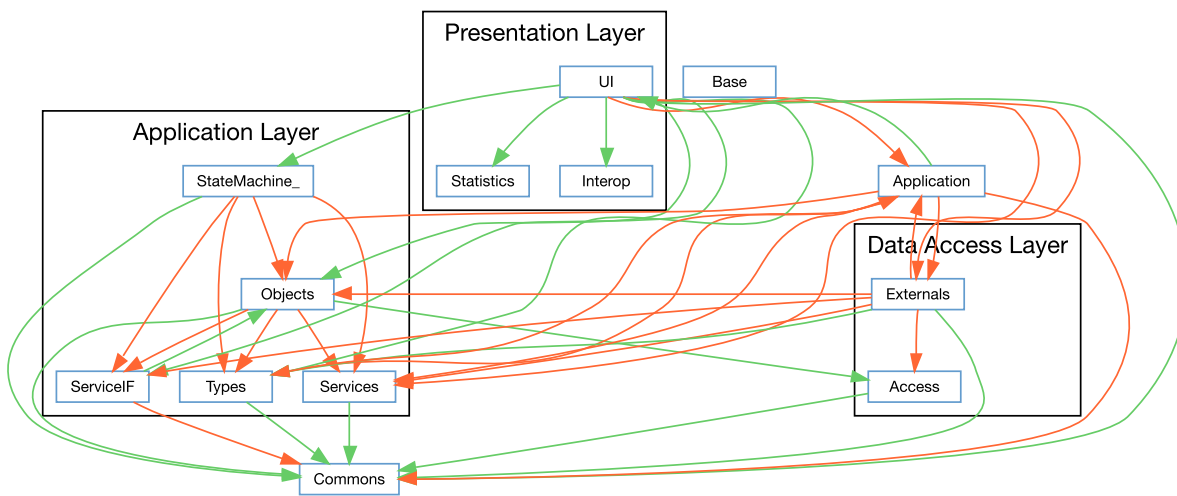 Presentation Layer
UI
Base
Application Layer
StateMachine_
Statistics
Interop
Application
Data Access Layer
Objects
Externals
ServiceIF
Types
Services
Access
Commons